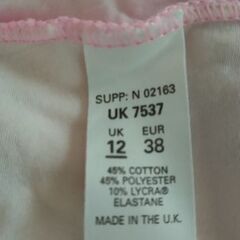 SUPP: N 02163
UK 7537
UK EUR
12 38
45% COTTON
45% POLYESTER
10% LYCRA®
ELASTANE
MADE IN THE U.K.